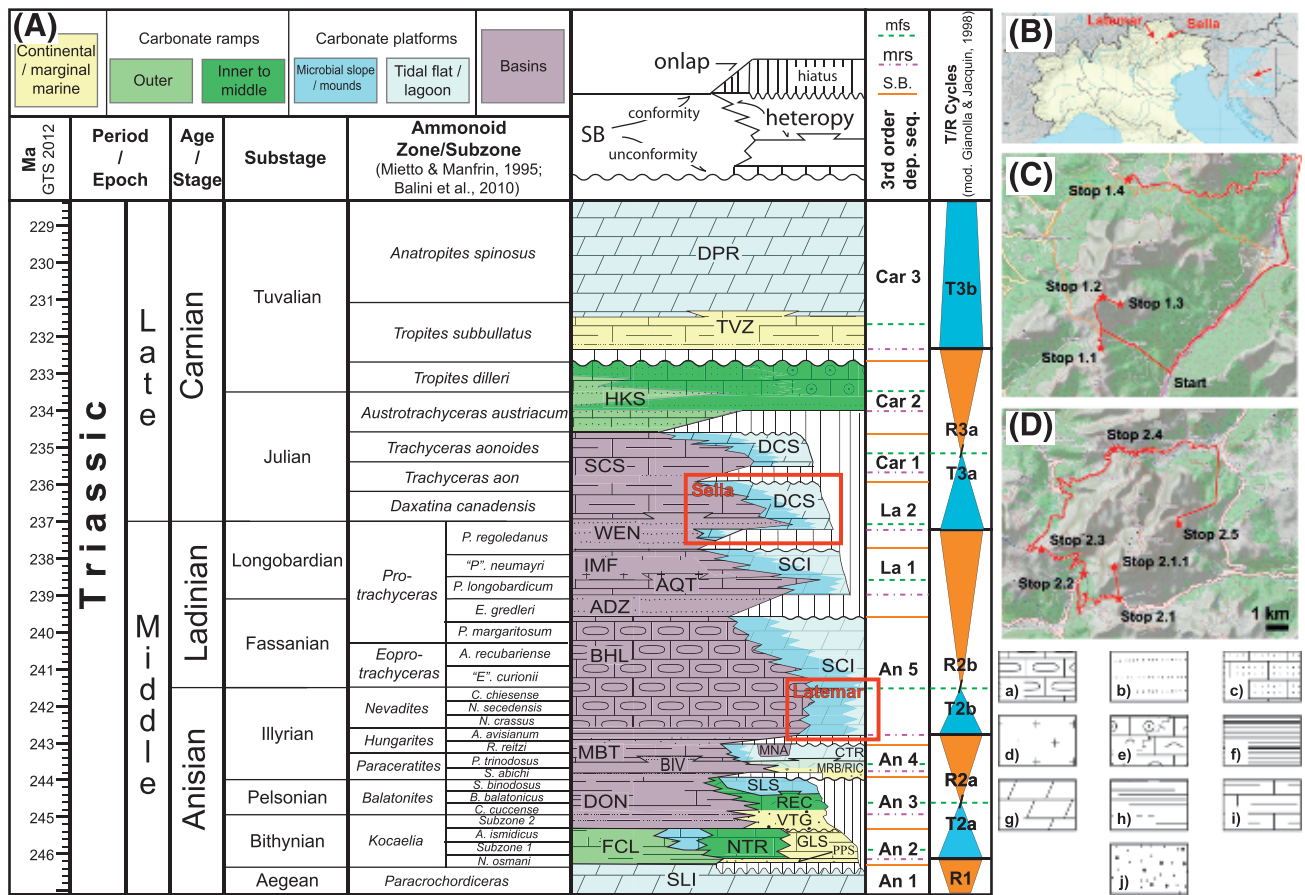 (A)
Continental
/ marginal
marine
Carbonate ramps
Outer
Inner to
middle
Carbonate platforms
Microbial slope
/ mounds
Tidal flat /
lagoon
Basins
onlap
hiatus
conformity
heteropy
SB
unconformity
mfs
mrs
S.B.
3rd order
dep. seq.
T/R Cycles
(mod. Gianolla & Jacquin, 1998)
Ma
GTS 2012
Period
/
Epoch
Age
/
Stage
Substage
Ammonoid
Zone/Subzone
(Mietto & Manfrin, 1995;
Balini et al., 2010)
229
230
231
232
233
234
235
236
237
238
239
240
241
242
243
244
245
246
Triassic
Late
Middle
Carnian
Ladinian
Anisian
Tuvalian
Julian
Longobardian
Fassanian
Illyrian
Pelsonian
Bithynian
Aegean
Anatropites spinosus
Tropites subbullatus
Tropites dilleri
Austrotrachyceras austriacum
Trachyceras aonoides
Trachyceras aon
Daxatina canadensis
Pro-
trachyceras
Eopro-
trachyceras
Nevadites
Hungarites
Paraceratites
Balatonites
Kocaelia
Paracrochordiceras
P. regoledanus
“P”. neumayri
P. longobardicum
E. gredleri
P. margaritosum
A. recubariense
“E”. curionii
C. chiesense
N. secedensis
N. crassus
A. avisianum
R. reitzi
P. trinodosus
S. abichi
S. binodosus
B. balatonicus
C. cuccense
Subzone 2
A. ismidicus
Subzone 1
N. osmani
DPR
TVZ
HKS
DCS
SCS
Sella
DCS
WEN
IMF
SCI
AQT
ADZ
BHL
SCI
Latemar
MBT
MNA
CTR
BIV
MRB/RIC
SLS
DON
REC
VTG
FCL
NTR
GLS
PPS
SLI
Car 3
Car 2
Car 1
La 2
La 1
An 5
An 4
An 3
An 2
An 1
T3b
R3a
T3a
R2b
T2b
R2a
T2a
R1
(B)
Latemar
Sella
(C)
Stop 1.4
Stop 1.2
Stop 1.3
Stop 1.1
Start
(D)
Stop 2.4
Stop 2.5
Stop 2.3
Stop 2.1.1
Stop 2.2
Stop 2.1
1 km
a)
b)
c)
d)
e)
f)
g)
h)
i)
j)